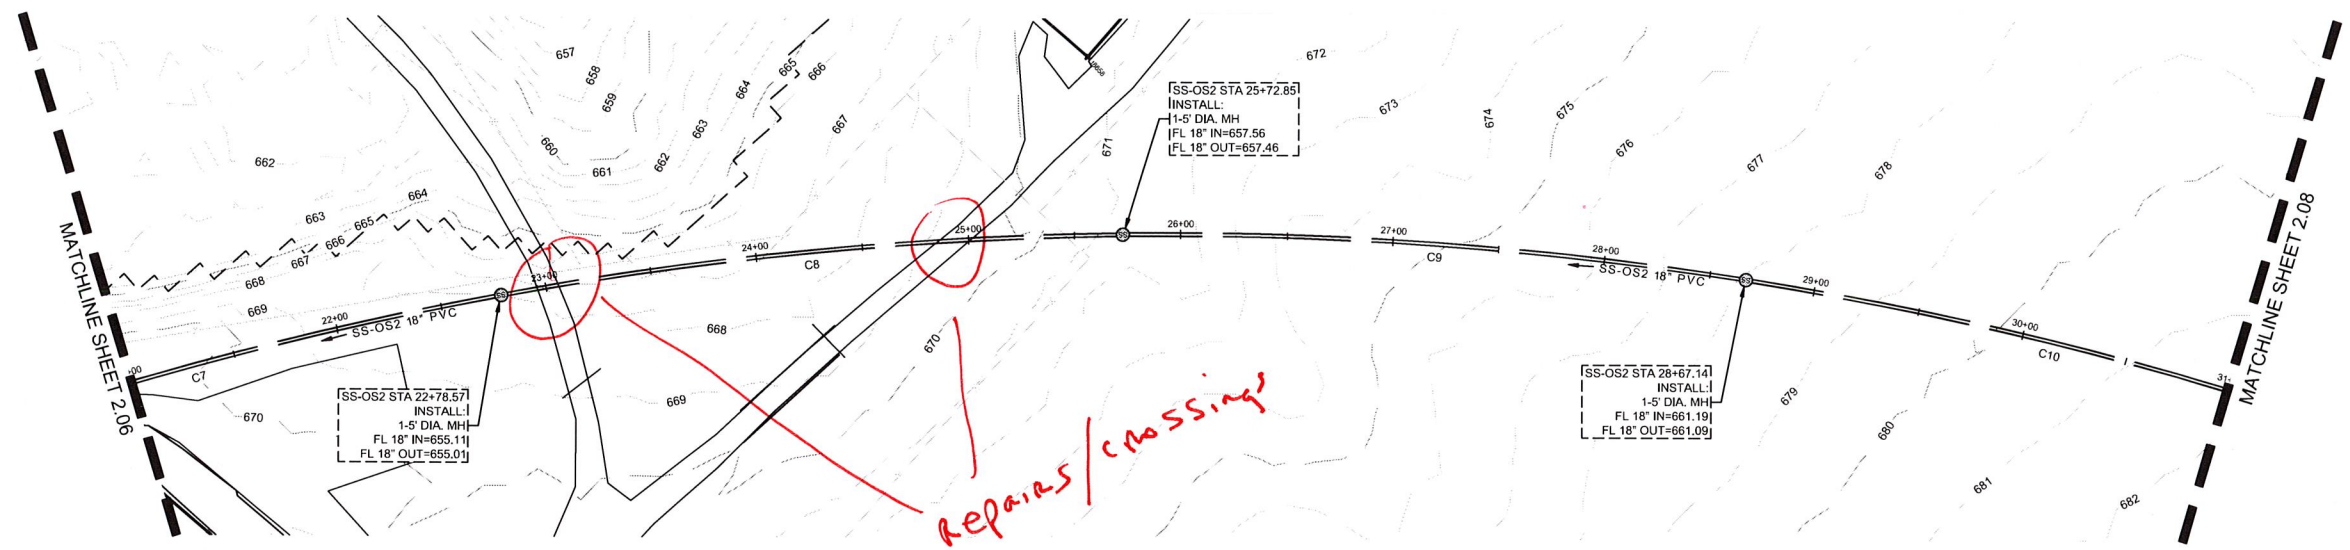 657
658
659
660
661
662
663
664
665
666
667
672
673
674
675
676
677
678
671
SS-OS2 STA 25+72.85
INSTALL:
1-5' DIA. MH
FL 18" IN=657.56
FL 18" OUT=657.46
662
663
664
665
666
667
668
669
670
MATCHLINE SHEET 2.06
MATCHLINE SHEET 2.08
+00
C7
22+00
SS-OS2 18" PVC
SS
23+00
24+00
C8
25+00
SS
26+00
27+00
C9
28+00
SS-OS2 18" PVC
SS
29+00
30+00
C10
31+
668
669
670
679
680
681
682
SS-OS2 STA 22+78.57
INSTALL:
1-5' DIA. MH
FL 18" IN=655.11
FL 18" OUT=655.01
SS-OS2 STA 28+67.14
INSTALL:
1-5' DIA. MH
FL 18" IN=661.19
FL 18" OUT=661.09
Repairs/crossings